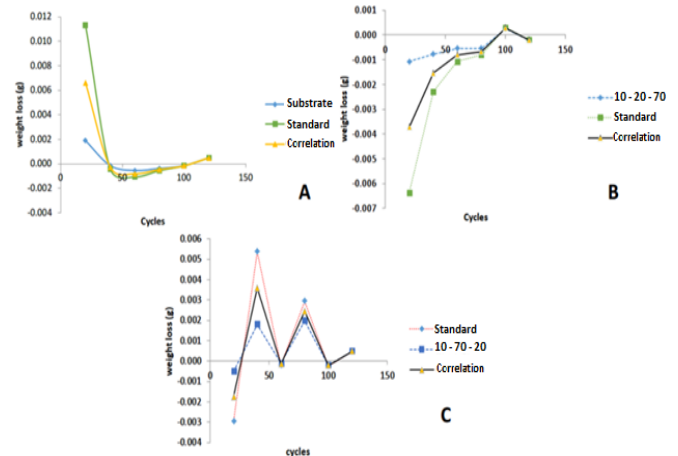 0.012
0.010
0.008
0.006
0.004
0.002
0.000
-0.002
-0.004
weight loss (g)
0
50
100
150
Cycles
Substrate
Standard
Correlation
A
0.001
0.000
-0.001
-0.002
-0.003
-0.004
-0.005
-0.006
-0.007
weight loss (g)
0
50
100
150
Cycles
10 - 20 - 70
Standard
Correlation
B
0.006
0.005
0.004
0.003
0.002
0.001
0.000
-0.001
-0.002
-0.003
-0.004
weight loss (g)
0
50
100
150
cycles
Standard
10 - 70 - 20
Correlation
C